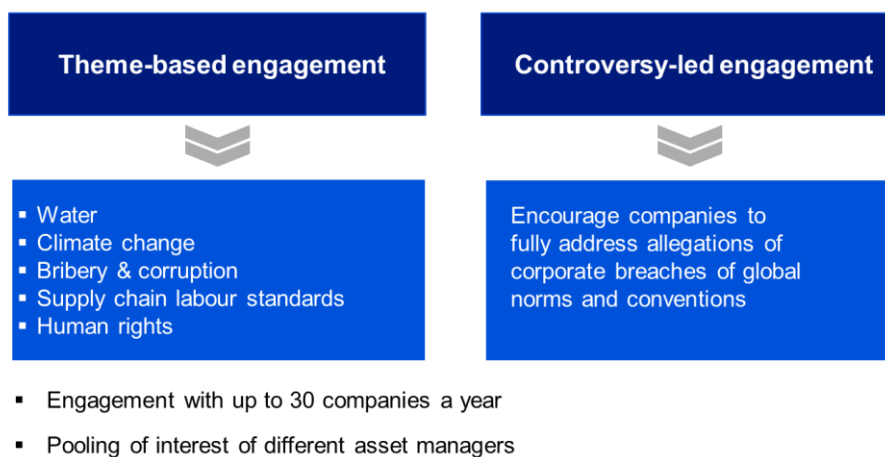 Theme-based engagement
Controversy-led engagement
▪ Water
▪ Climate change
▪ Bribery & corruption
▪ Supply chain labour standards
▪ Human rights
Encourage companies to
fully address allegations of
corporate breaches of global
norms and conventions
▪ Engagement with up to 30 companies a year
▪ Pooling of interest of different asset managers